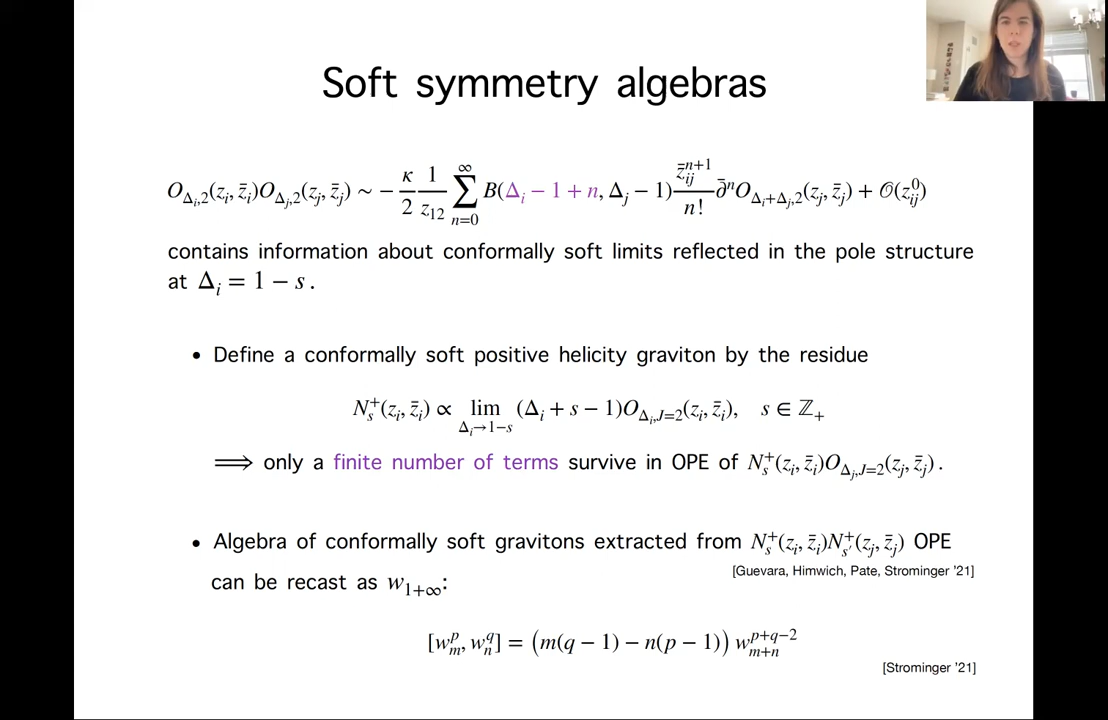 Soft symmetry algebras
O_{Δ_i,2}(z_i, z̄_i)O_{Δ_j,2}(z_j, z̄_j) ∼ −\frac{κ}{2}\frac{1}{z_{12}}\sum_{n=0}^{∞} B(Δ_i − 1 + n, Δ_j − 1)\frac{z̄_{ij}^{n+1}}{n!}∂̄^n O_{Δ_i+Δ_j,2}(z_j, z̄_j) + 𝒪(z_{ij}^0)
contains information about conformally soft limits reflected in the pole structure
at Δ_i = 1 − s.
• Define a conformally soft positive helicity graviton by the residue
N_s^+(z_i, z̄_i) ∝ \lim_{Δ_i→1−s} (Δ_i + s − 1)O_{Δ_i,J=2}(z_i, z̄_i), s ∈ ℤ_+
⟹ only a finite number of terms survive in OPE of N_s^+(z_i, z̄_i)O_{Δ_j,J=2}(z_j, z̄_j).
• Algebra of conformally soft gravitons extracted from N_s^+(z_i, z̄_i)N_{s′}^+(z_j, z̄_j) OPE
[Guevara, Himwich, Pate, Strominger '21]
can be recast as w_{1+∞}:
[w_m^p, w_n^q] = (m(q − 1) − n(p − 1)) w_{m+n}^{p+q−2}
[Strominger '21]